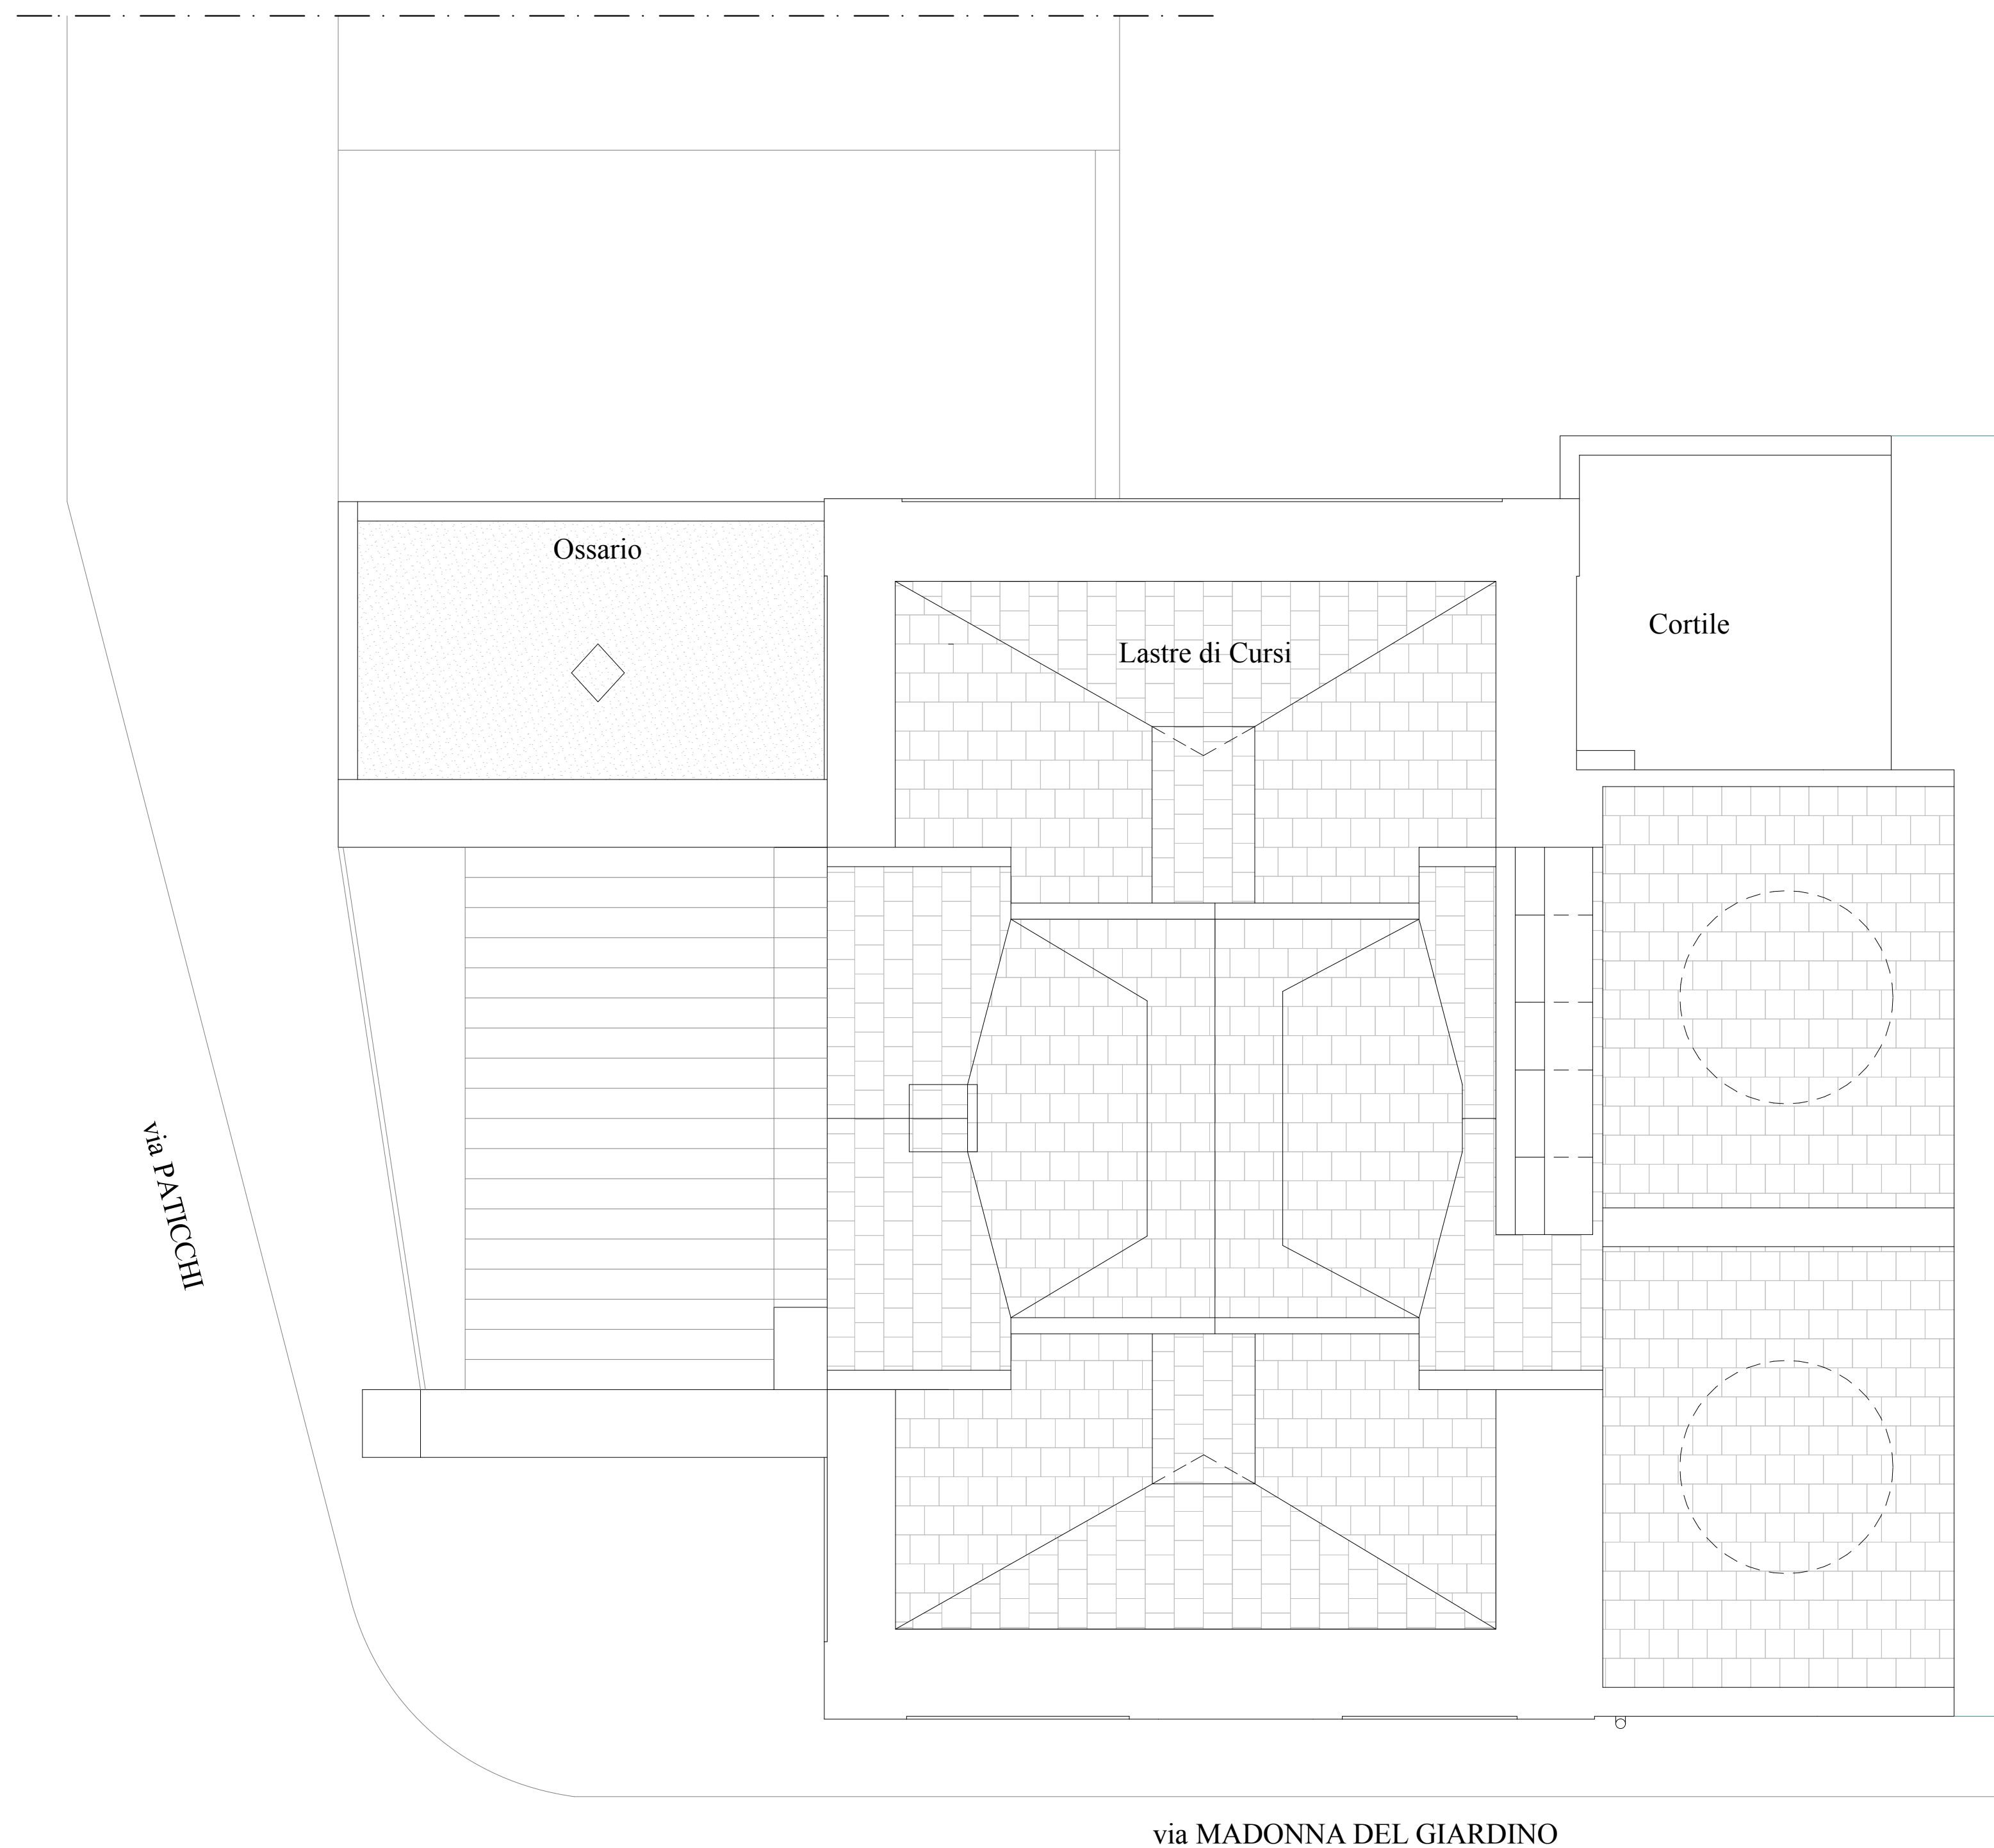 Ossario
Cortile
Lastre di Cursi
via PATICCHI
via MADONNA DEL GIARDINO